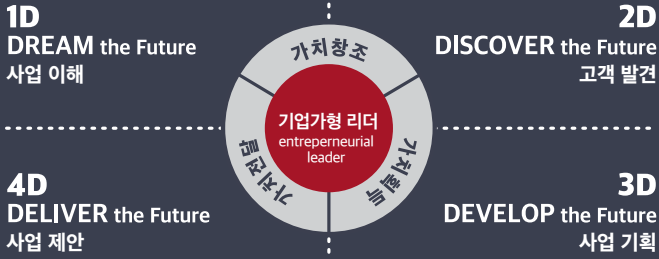 1D
DREAM the Future
사업 이해
2D
DISCOVER the Future
고객 발견
가치창조
기업가형 리더
entreperneurial
leader
가치전달
가치획득
4D
DELIVER the Future
사업 제안
3D
DEVELOP the Future
사업 기획